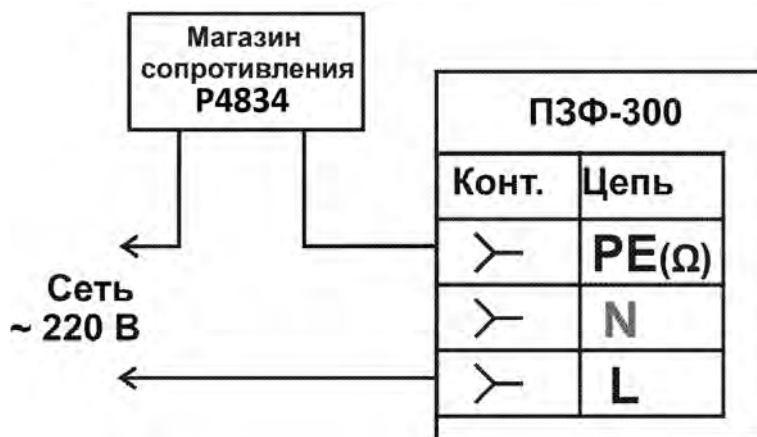 Магазин
сопротивления
Р4834
ПЗФ-300
Конт. Цепь
PE(Ω)
N
L
Сеть
~ 220 В